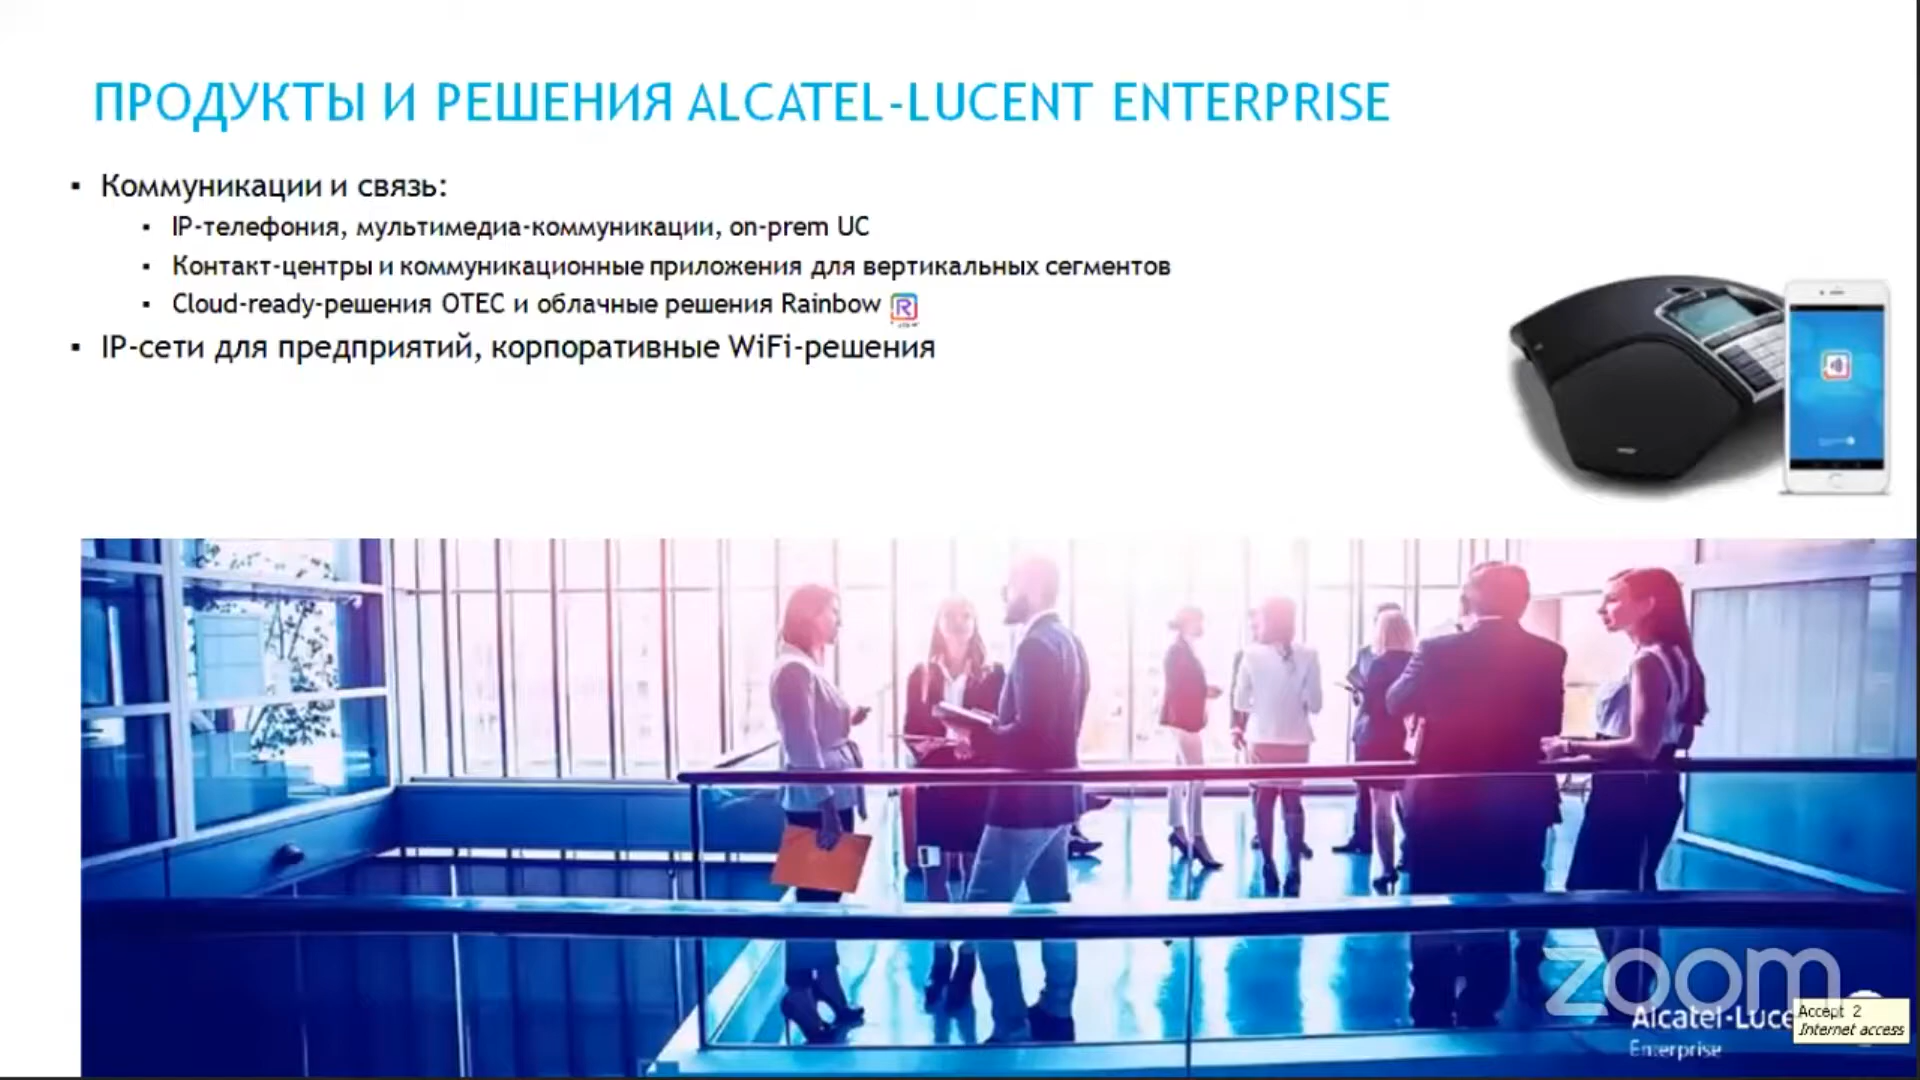 ПРОДУКТЫ И РЕШЕНИЯ ALCATEL-LUCENT ENTERPRISE
Коммуникации и связь:
IP-телефония, мультимедиа-коммуникации, on-prem UC
Контакт-центры и коммуникационные приложения для вертикальных сегментов
Cloud-ready-решения OTEC и облачные решения Rainbow R
IP-сети для предприятий, корпоративные WiFi-решения
zoom
Alcatel·Luce
Enterprise
Accept 2
Internet access